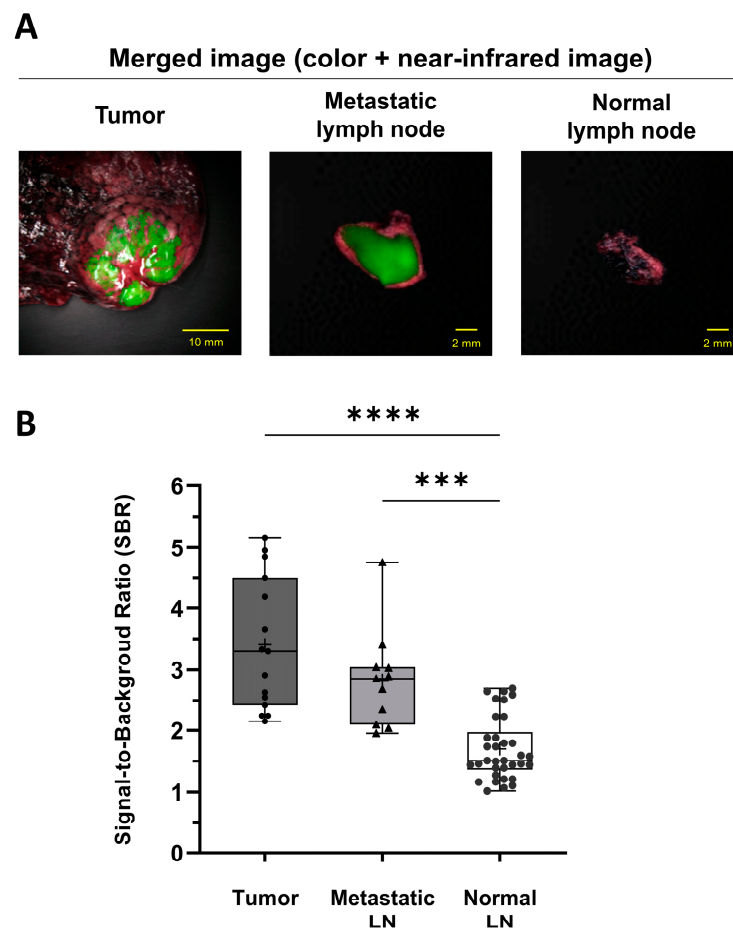 A
Merged image (color + near-infrared image)
Tumor
Metastatic
lymph node
Normal
lymph node
10 mm
2 mm
2 mm
B
****
***
Signal-to-Backgroud Ratio (SBR)
6
5
4
3
2
1
0
Tumor
Metastatic
LN
Normal
LN